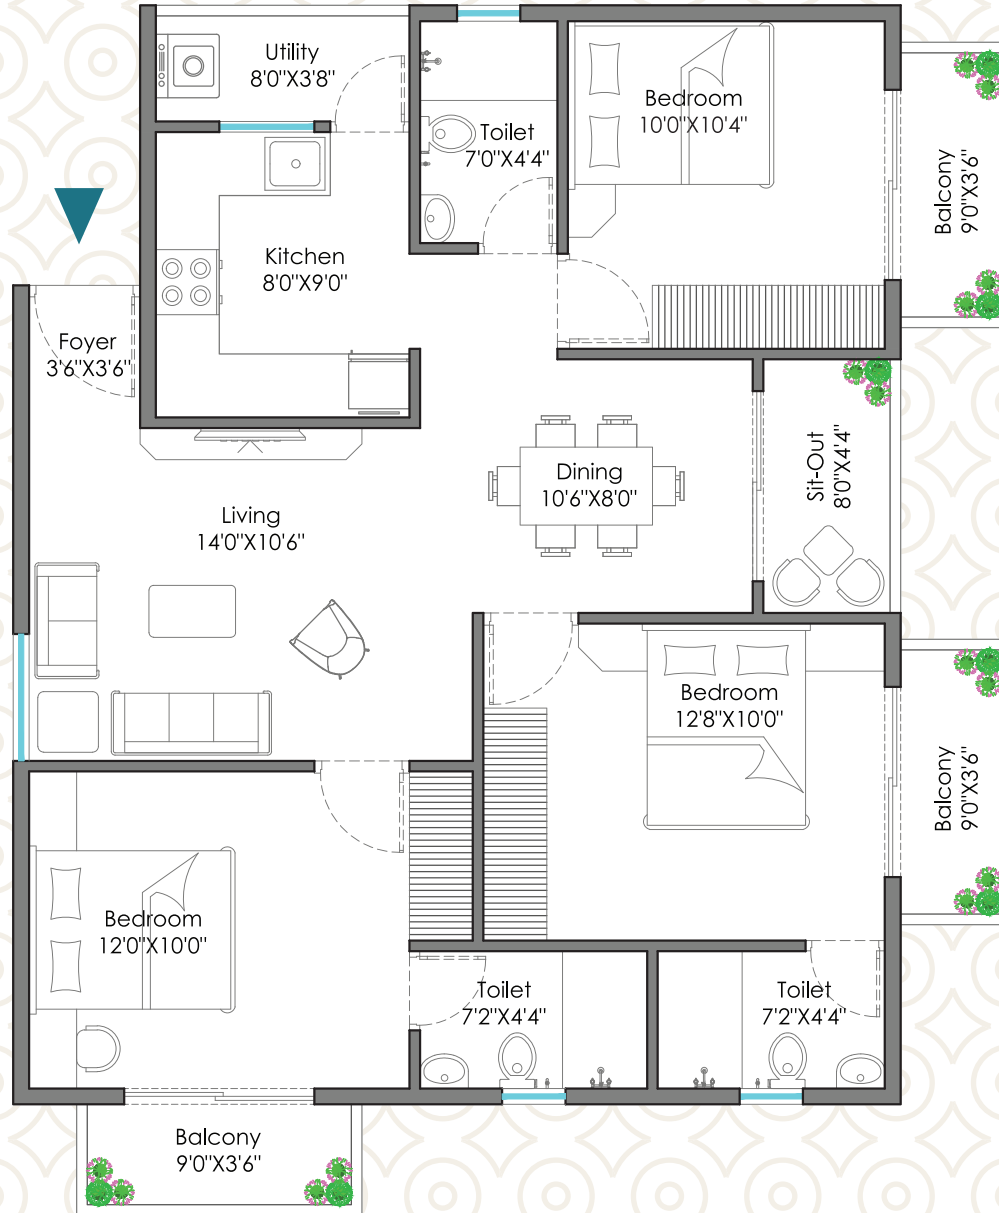 Utility
8'0"X3'8"
Toilet
7'0"X4'4"
Bedroom
10'0"X10'4"
Balcony
9'0"X3'6"
Kitchen
8'0"X9'0"
Foyer
3'6"X3'6"
Living
14'0"X10'6"
Dining
10'6"X8'0"
Sit-Out
8'0"X4'4"
Bedroom
12'8"X10'0"
Balcony
9'0"X3'6"
Bedroom
12'0"X10'0"
Toilet
7'2"X4'4"
Toilet
7'2"X4'4"
Balcony
9'0"X3'6"